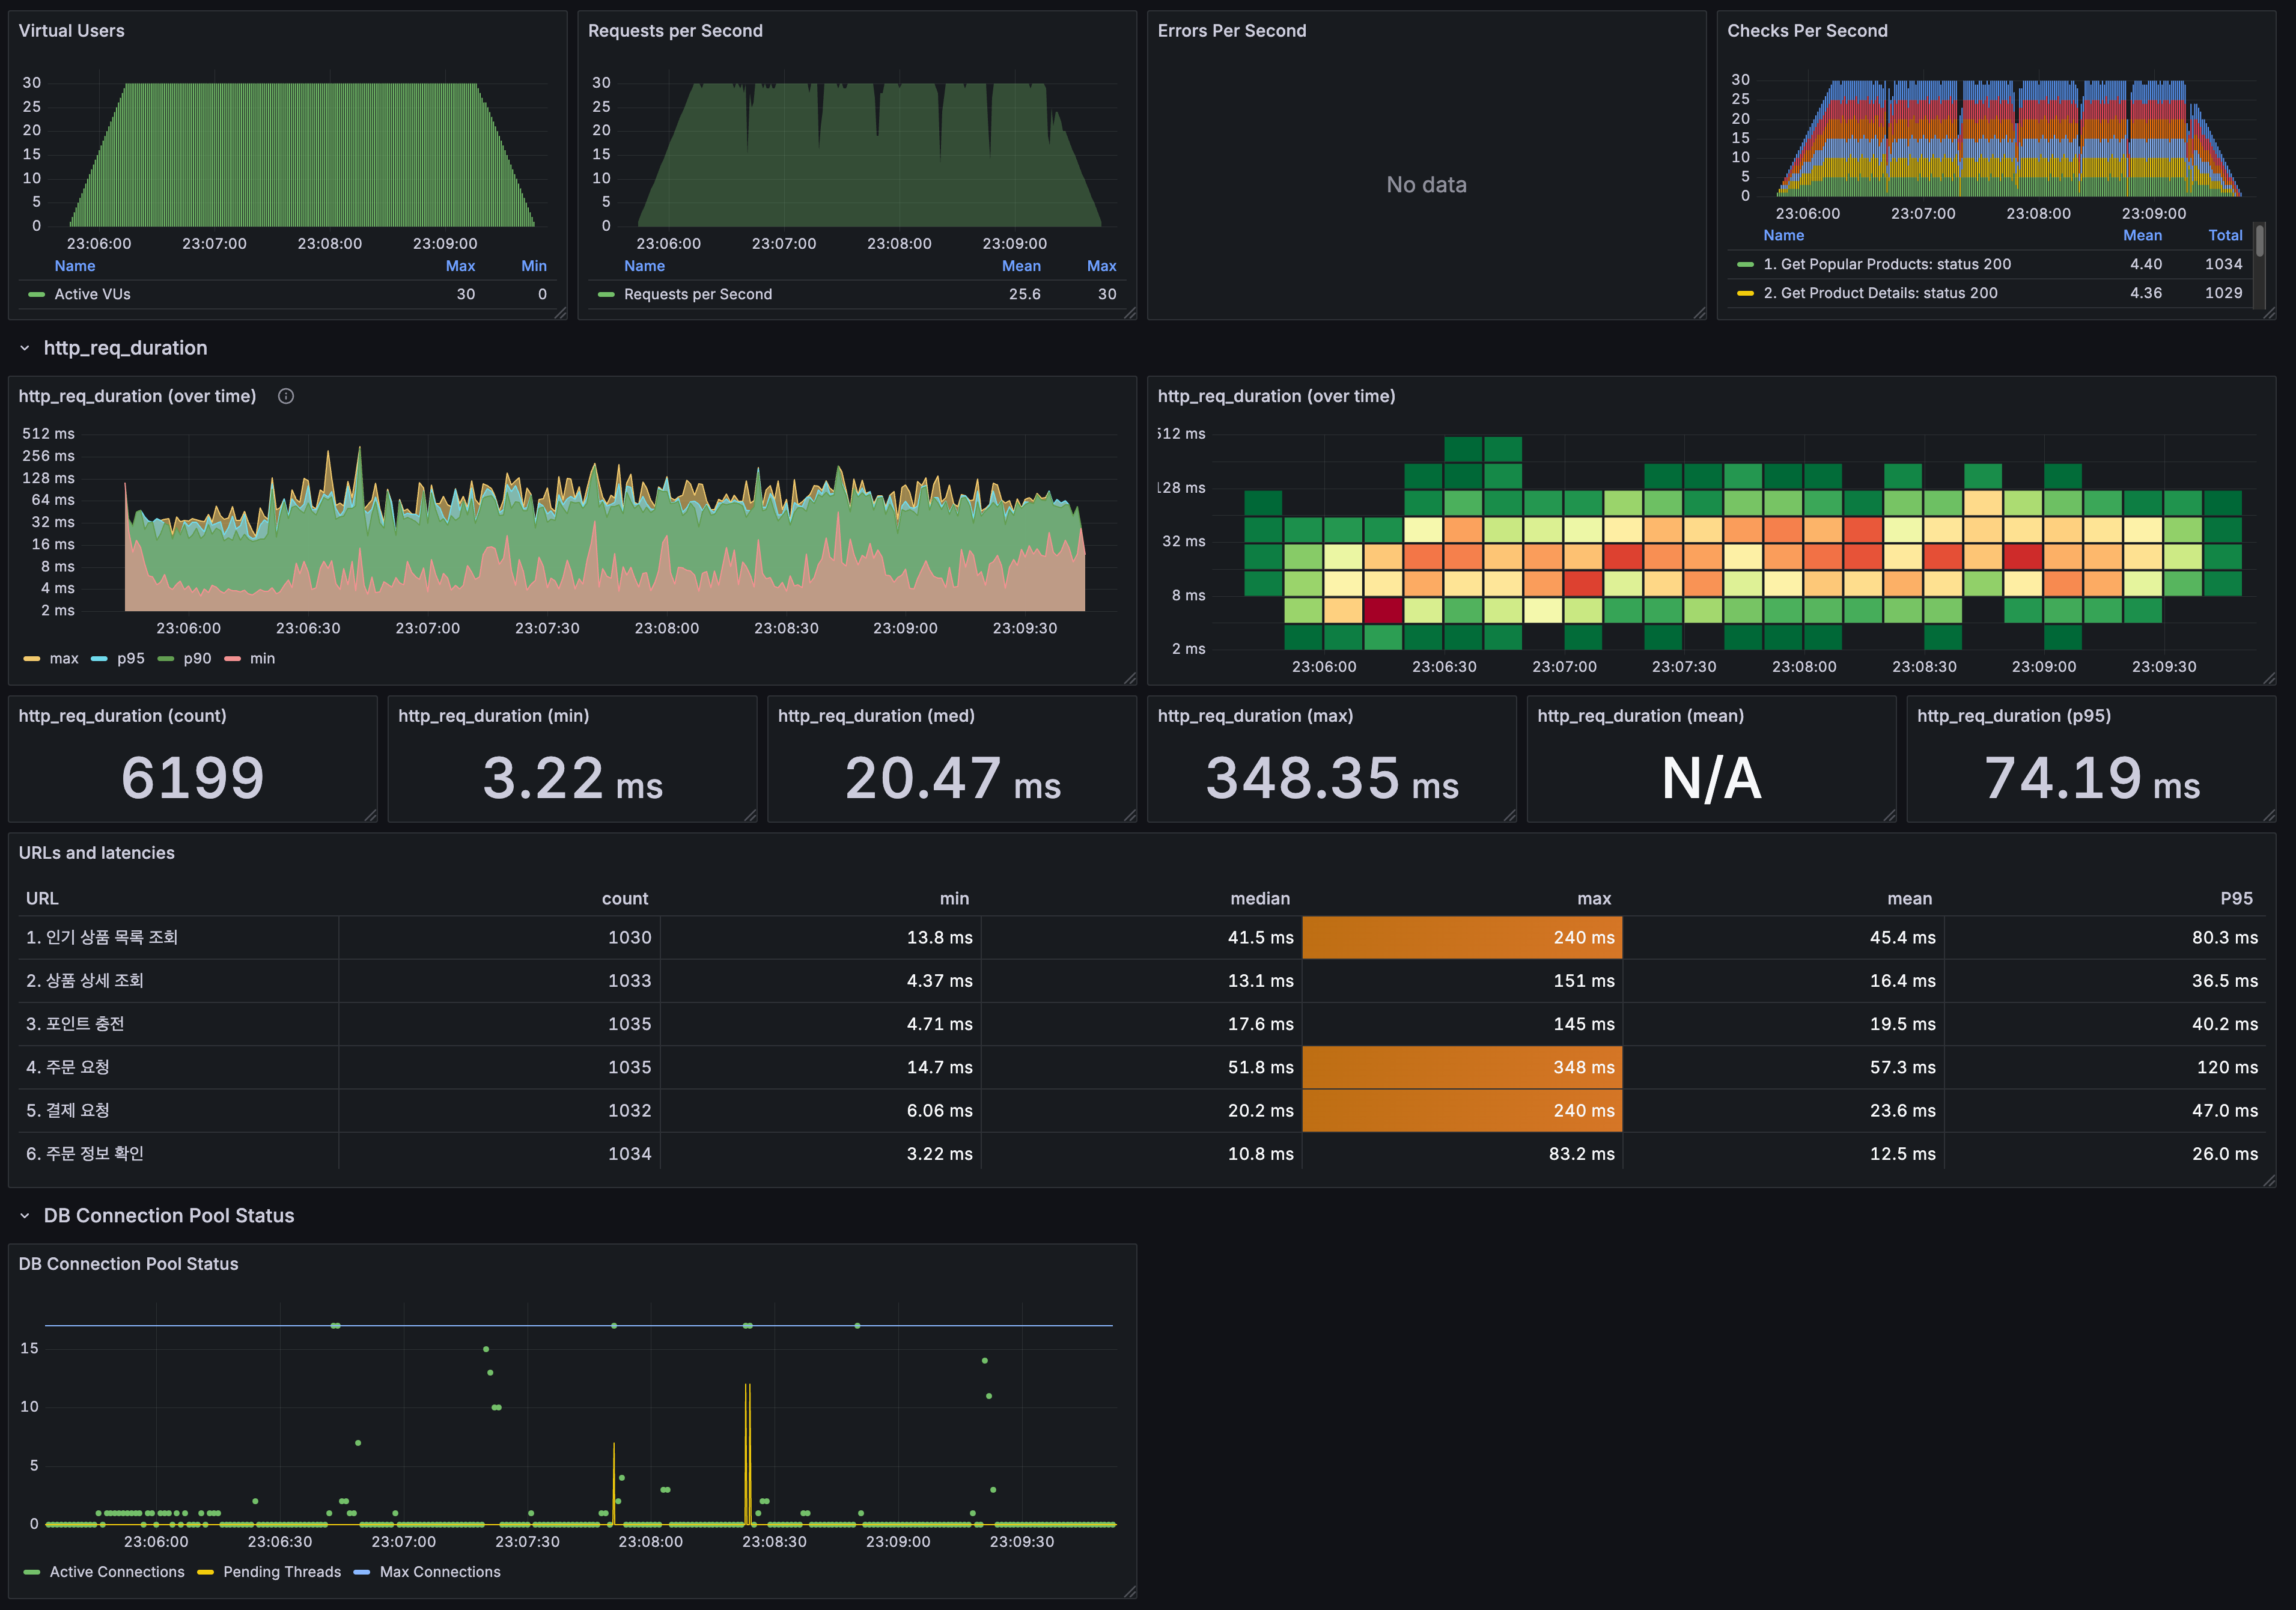 Virtual Users
30
25
20
15
10
5
0
23:06:00 23:07:00 23:08:00 23:09:00
Name Max Min
Active VUs 30 0
Requests per Second
30
25
20
15
10
5
0
23:06:00 23:07:00 23:08:00 23:09:00
Name Mean Max
Requests per Second 25.6 30
Errors Per Second
No data
Checks Per Second
30
25
20
15
10
5
0
23:06:00 23:07:00 23:08:00 23:09:00
Name Mean Total
1. Get Popular Products: status 200 4.40 1034
2. Get Product Details: status 200 4.36 1029
http_req_duration
http_req_duration (over time)
512 ms
256 ms
128 ms
64 ms
32 ms
16 ms
8 ms
4 ms
2 ms
23:06:00 23:06:30 23:07:00 23:07:30 23:08:00 23:08:30 23:09:00 23:09:30
max p95 p90 min
http_req_duration (over time)
512 ms
128 ms
32 ms
8 ms
2 ms
23:06:00 23:06:30 23:07:00 23:07:30 23:08:00 23:08:30 23:09:00 23:09:30
http_req_duration (count)
6199
http_req_duration (min)
3.22 ms
http_req_duration (med)
20.47 ms
http_req_duration (max)
348.35 ms
http_req_duration (mean)
N/A
http_req_duration (p95)
74.19 ms
URLs and latencies
URL count min median max mean P95
1. 인기 상품 목록 조회 1030 13.8 ms 41.5 ms 240 ms 45.4 ms 80.3 ms
2. 상품 상세 조회 1033 4.37 ms 13.1 ms 151 ms 16.4 ms 36.5 ms
3. 포인트 충전 1035 4.71 ms 17.6 ms 145 ms 19.5 ms 40.2 ms
4. 주문 요청 1035 14.7 ms 51.8 ms 348 ms 57.3 ms 120 ms
5. 결제 요청 1032 6.06 ms 20.2 ms 240 ms 23.6 ms 47.0 ms
6. 주문 정보 확인 1034 3.22 ms 10.8 ms 83.2 ms 12.5 ms 26.0 ms
DB Connection Pool Status
DB Connection Pool Status
15
10
5
0
23:06:00 23:06:30 23:07:00 23:07:30 23:08:00 23:08:30 23:09:00 23:09:30
Active Connections Pending Threads Max Connections